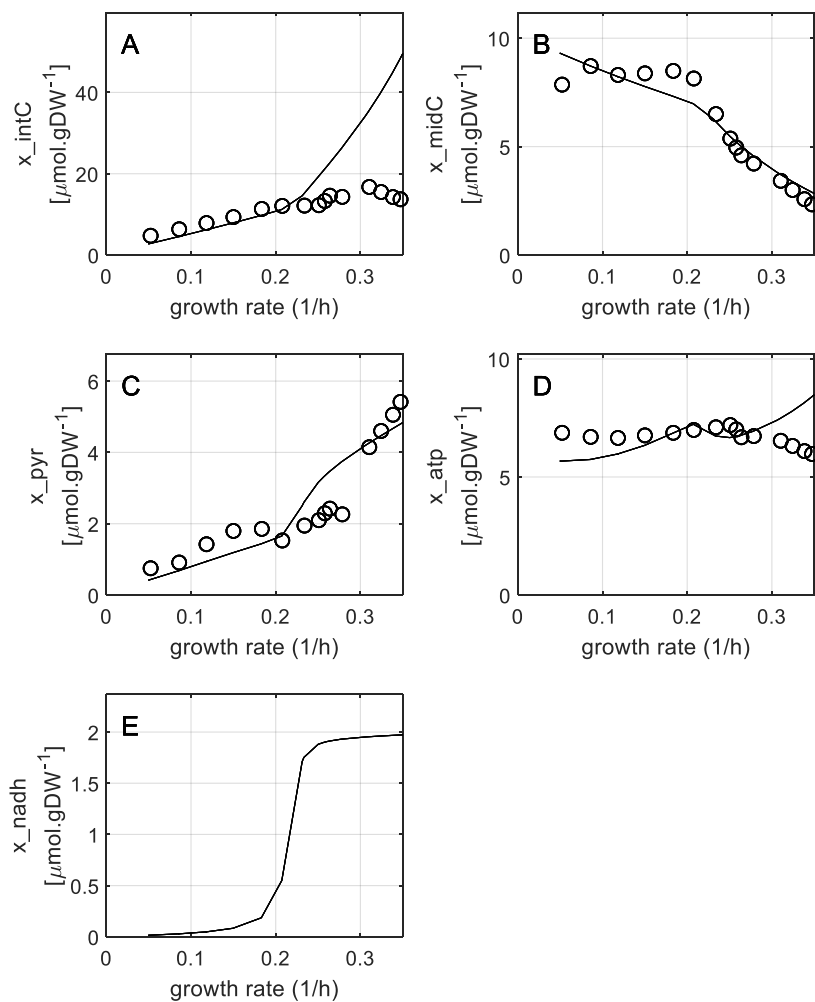 A
x_intC
[μmol.gDW⁻¹]
40
20
0
0 0.1 0.2 0.3
growth rate (1/h)
B
x_midC
[μmol.gDW⁻¹]
10
5
0
0 0.1 0.2 0.3
growth rate (1/h)
C
x_pyr
[μmol.gDW⁻¹]
6
4
2
0
0 0.1 0.2 0.3
growth rate (1/h)
D
x_atp
[μmol.gDW⁻¹]
10
5
0
0 0.1 0.2 0.3
growth rate (1/h)
E
x_nadh
[μmol.gDW⁻¹]
2
1.5
1
0.5
0
0 0.1 0.2 0.3
growth rate (1/h)